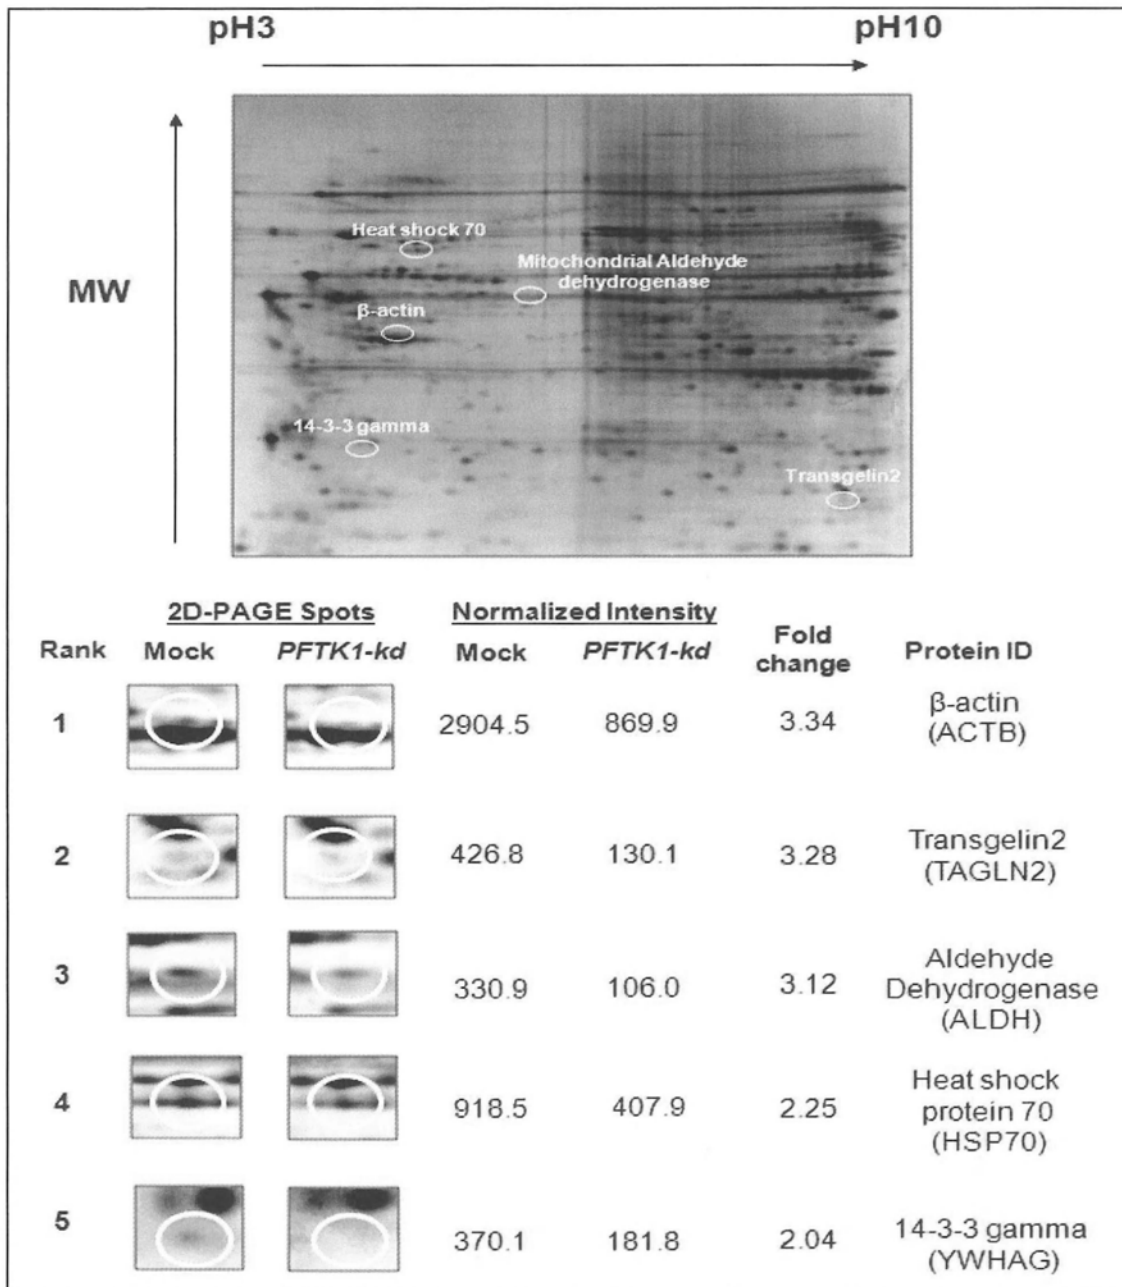 pH3 pH10
MW
Heat shock 70
Mitochondrial Aldehyde
dehydrogenase
β-actin
14-3-3 gamma
Transgelin2
2D-PAGE Spots Normalized Intensity
Rank Mock PFTK1-kd Mock PFTK1-kd Fold change Protein ID
1 2904.5 869.9 3.34 β-actin
(ACTB)
2 426.8 130.1 3.28 Transgelin2
(TAGLN2)
3 330.9 106.0 3.12 Aldehyde
Dehydrogenase
(ALDH)
4 918.5 407.9 2.25 Heat shock
protein 70
(HSP70)
5 370.1 181.8 2.04 14-3-3 gamma
(YWHAG)